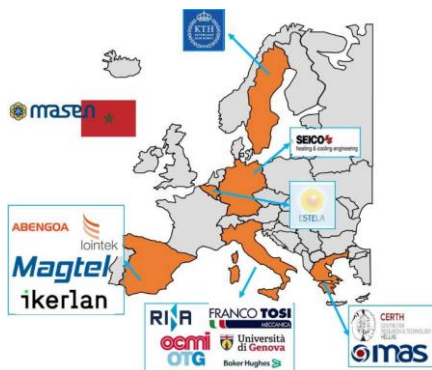 KTH
masen
SEICO
heating & cooling engineering
ESTELA
ABENGOA
lointek
Magtel
ikerlan
RINA
FRANCO TOSI
MECCANICA
ocmi
OTG
Università
di Genova
Baker Hughes
CERTH
CENTRE FOR
RESEARCH & TECHNOLOGY
HELLAS
mas